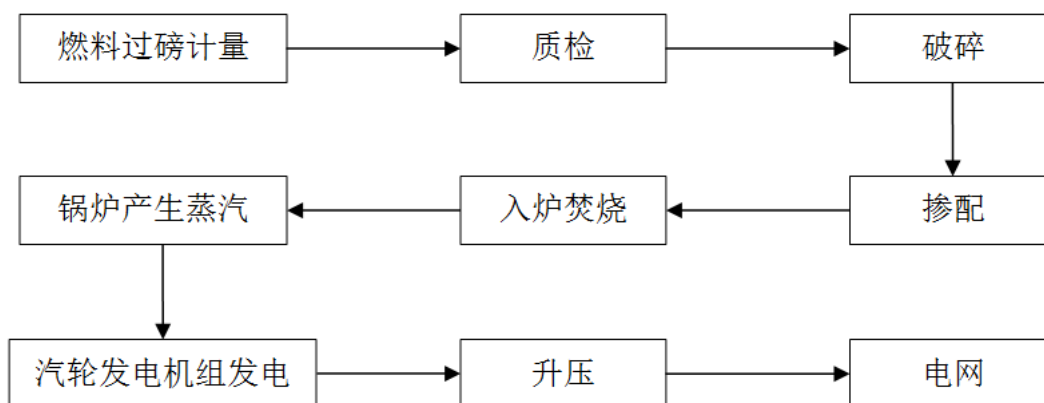 燃料过磅计量
质检
破碎
掺配
入炉焚烧
锅炉产生蒸汽
汽轮发电机组发电
升压
电网